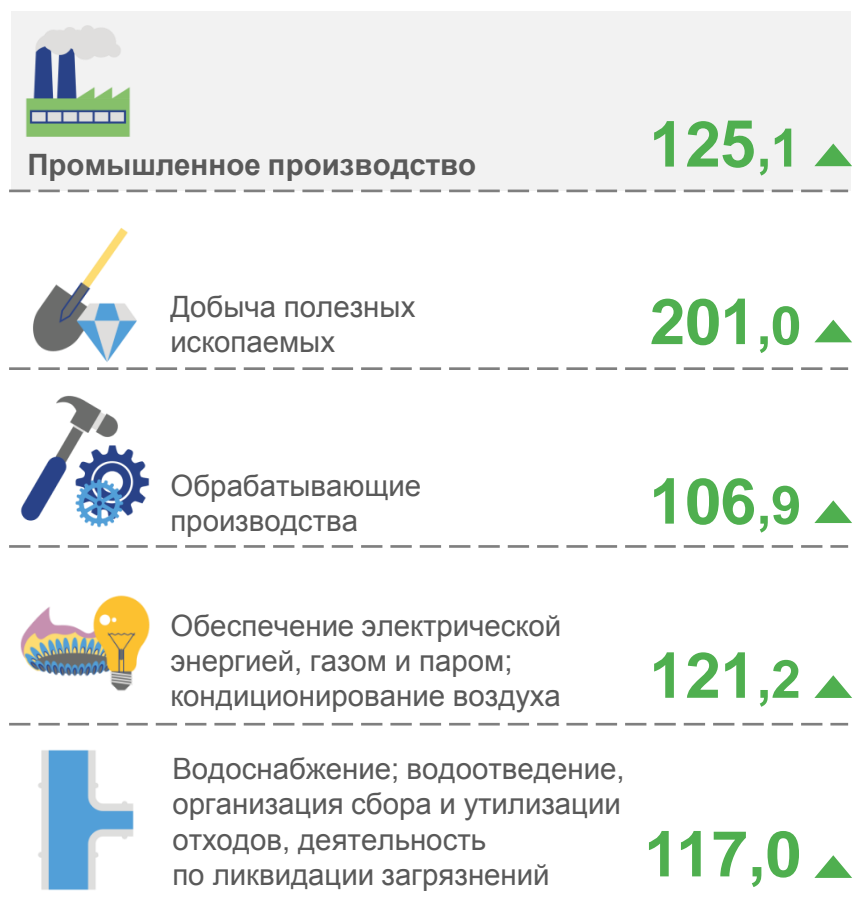 Промышленное производство
125,1
Добыча полезных
ископаемых
201,0
Обрабатывающие
производства
106,9
Обеспечение электрической
энергией, газом и паром;
кондиционирование воздуха
121,2
Водоснабжение; водоотведение,
организация сбора и утилизации
отходов, деятельность
по ликвидации загрязнений
117,0